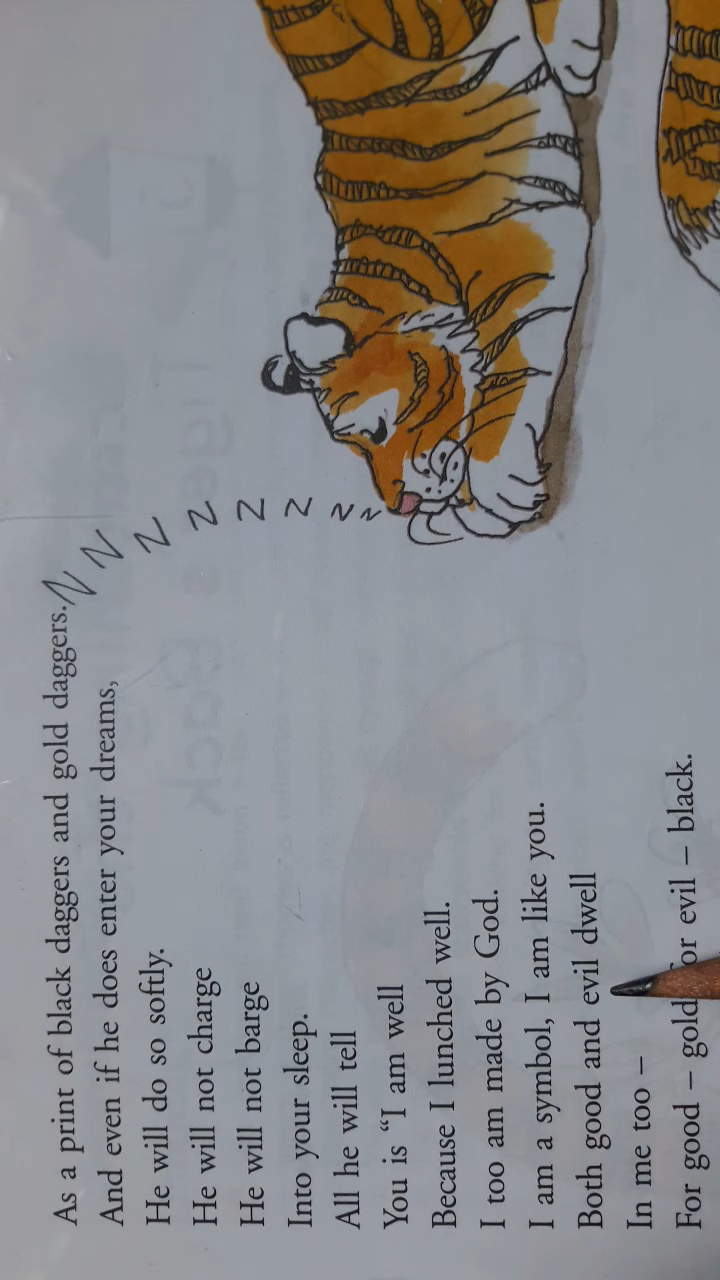 As a print of black daggers and gold daggers.
And even if he does enter your dreams,
He will do so softly.
He will not charge
He will not barge
Into your sleep.
All he will tell
You is “I am well
Because I lunched well.
I too am made by God.
I am a symbol, I am like you.
Both good and evil dwell
In me too –
For good – gold for evil – black.
z z z z z z z z z